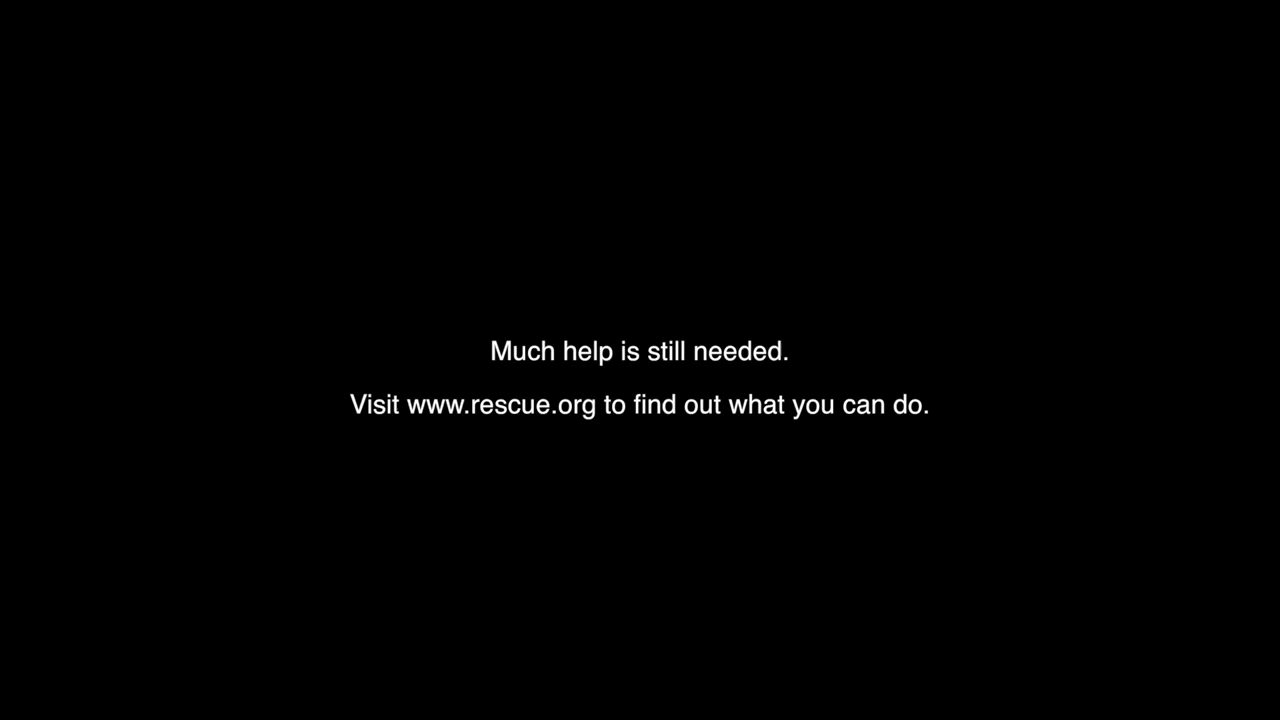 Much help is still needed.
Visit www.rescue.org to find out what you can do.